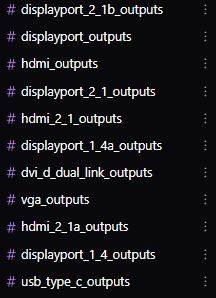 # displayport_2_1b_outputs
# displayport_outputs
# hdmi_outputs
# displayport_2_1_outputs
# hdmi_2_1_outputs
# displayport_1_4a_outputs
# dvi_d_dual_link_outputs
# vga_outputs
# hdmi_2_1a_outputs
# displayport_1_4_outputs
# usb_type_c_outputs